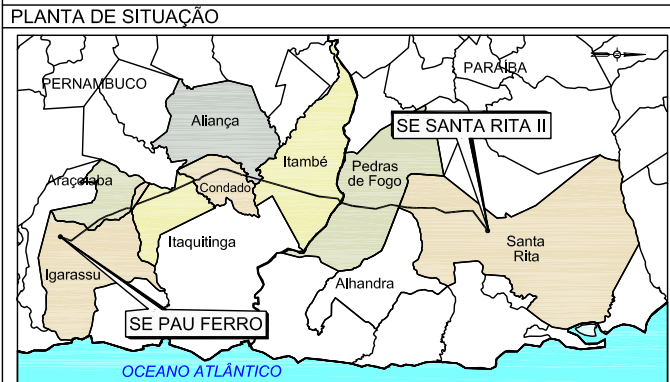 PLANTA DE SITUAÇÃO
PERNAMBUCO
PARAÍBA
Aliança
SE SANTA RITA II
Itambé
Araçoiaba
Condado
Pedras
de Fogo
Itaquitinga
Santa
Rita
Igarassu
Alhandra
SE PAU FERRO
OCEANO ATLÂNTICO